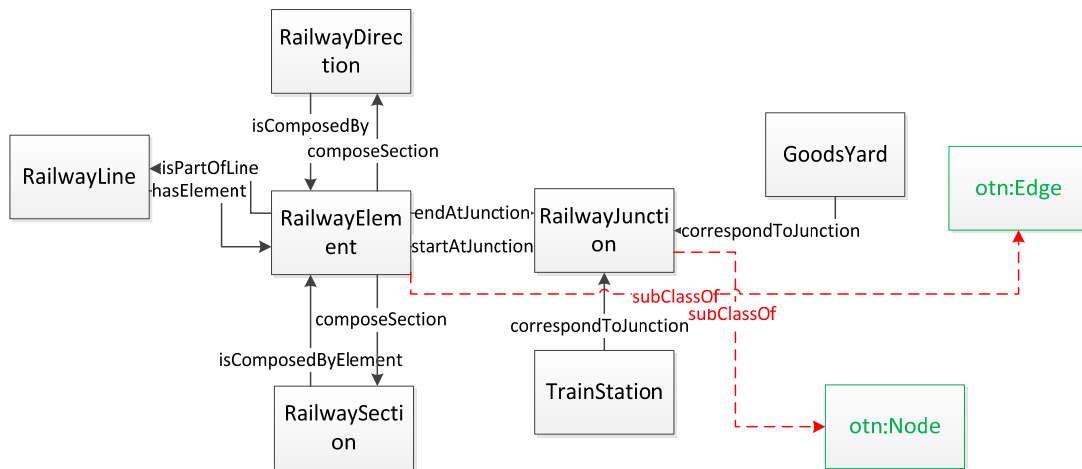 RailwayDirec
tion
isComposedBy
composeSection
GoodsYard
RailwayLine
isPartOfLine
hasElement
otn:Edge
RailwayElem
ent
endAtJunction
startAtJunction
RailwayJuncti
on
correspondToJunction
subClassOf
subClassOf
composeSection
correspondToJunction
isComposedByElement
TrainStation
RailwaySecti
on
otn:Node